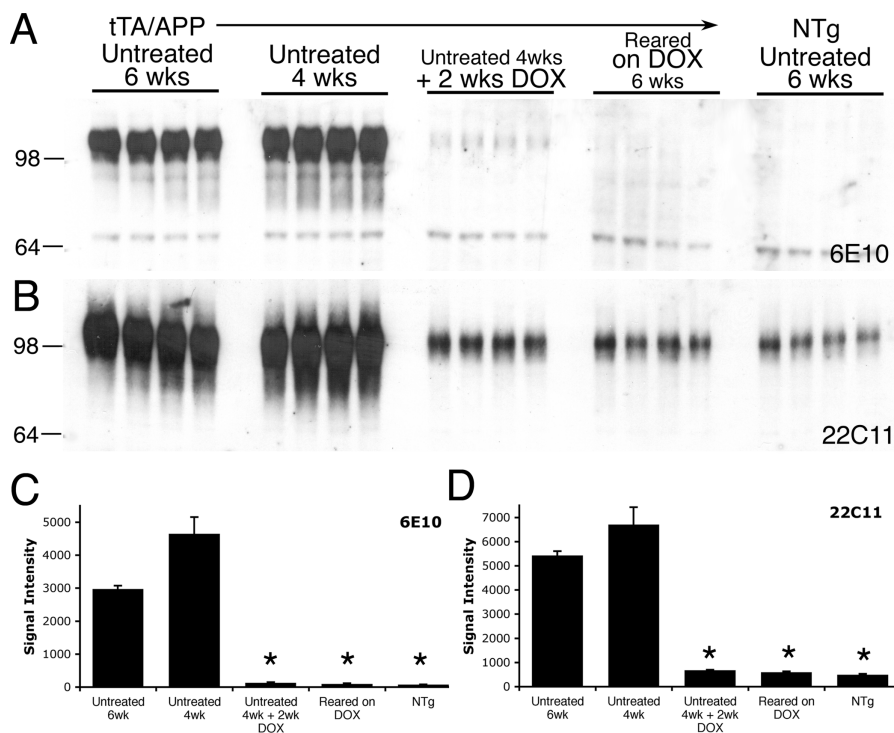 A
tTA/APP
Untreated
6 wks
Untreated
4 wks
Untreated 4wks
+ 2 wks DOX
Reared
on DOX
6 wks
NTg
Untreated
6 wks
98
64
6E10
B
98
64
22C11
C
6E10
Signal Intensity
5000
4000
3000
2000
1000
0
* * *
Untreated
6wk
Untreated
4wk
Untreated
4wk + 2wk
DOX
Reared on
DOX
NTg
D
22C11
Signal Intensity
7000
6000
5000
4000
3000
2000
1000
0
* * *
Untreated
6wk
Untreated
4wk
Untreated
4wk + 2wk
DOX
Reared on
DOX
NTg